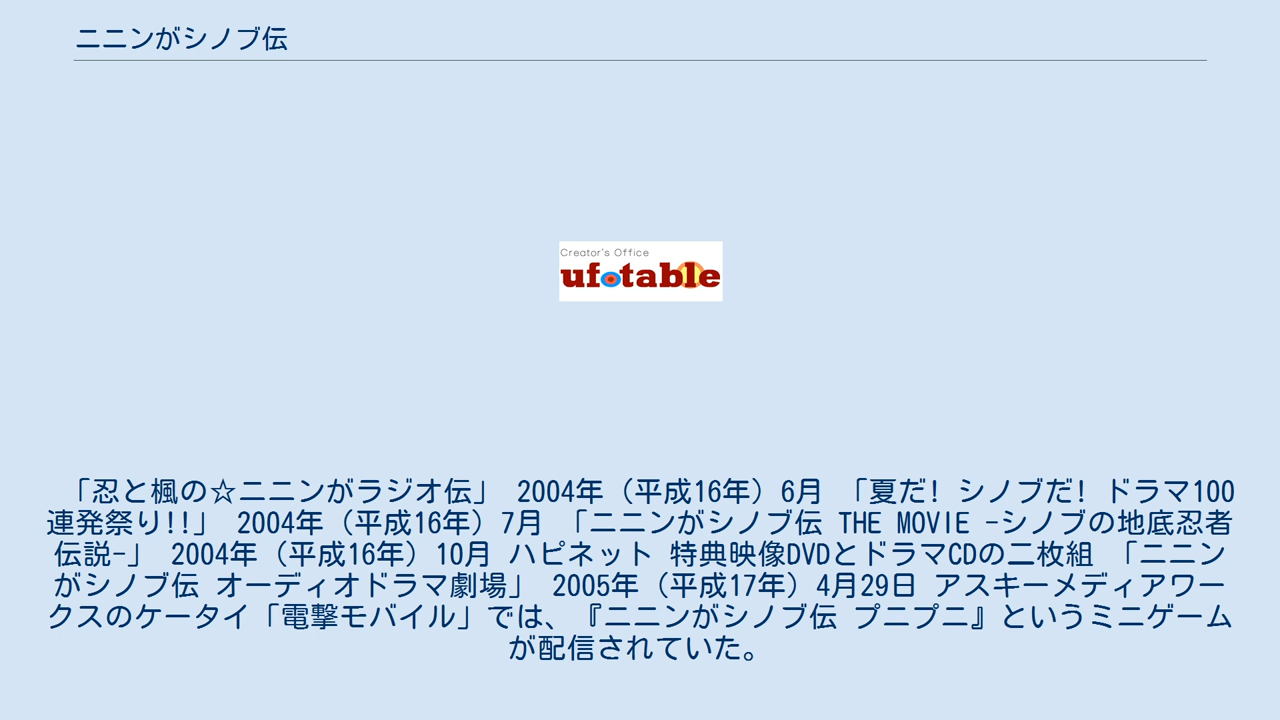 ニニンがシノブ伝
Creator's Office
ufotable
「忍と楓の☆ニニンがラジオ伝」 2004年（平成16年）6月 「夏だ! シノブだ! ドラマ100
連発祭り!!」 2004年（平成16年）7月 「ニニンがシノブ伝 THE MOVIE -シノブの地底忍者
伝説-」 2004年（平成16年）10月 ハピネット 特典映像DVDとドラマCDの二枚組 「ニニン
がシノブ伝 オーディオドラマ劇場」 2005年（平成17年）4月29日 アスキーメディアワー
クスのケータイ「電撃モバイル」では、『ニニンがシノブ伝 プニプニ』というミニゲーム
が配信されていた。